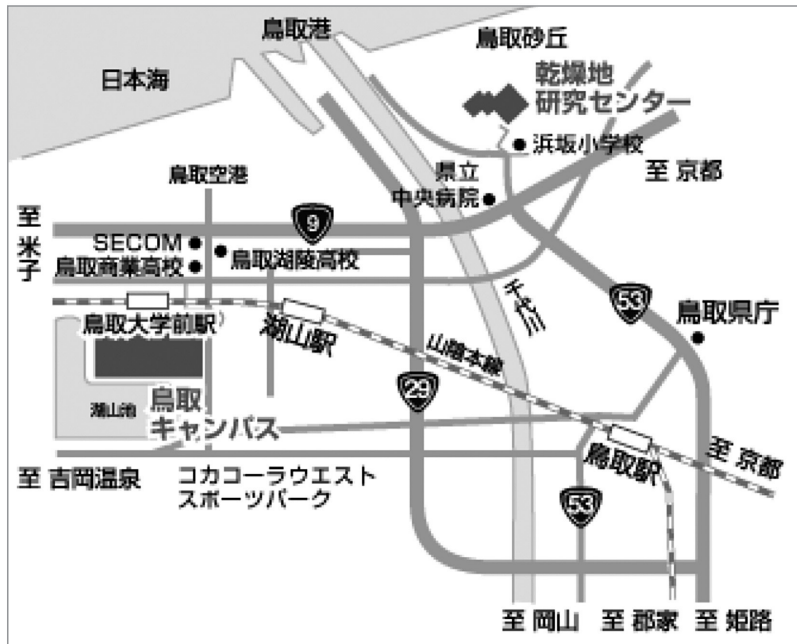 鳥取港
鳥取砂丘
日本海
乾燥地
研究センター
浜坂小学校
鳥取空港
県立
中央病院
至 京都
至 米子
9
SECOM
鳥取湖陵高校
鳥取商業高校
千代川
53
鳥取県庁
鳥取大学前駅
湖山駅
山陰本線
29
湖山池
鳥取
キャンパス
鳥取駅
至 京都
至 吉岡温泉
コカコーラウエスト
スポーツパーク
53
至 岡山
至 郡家
至 姫路